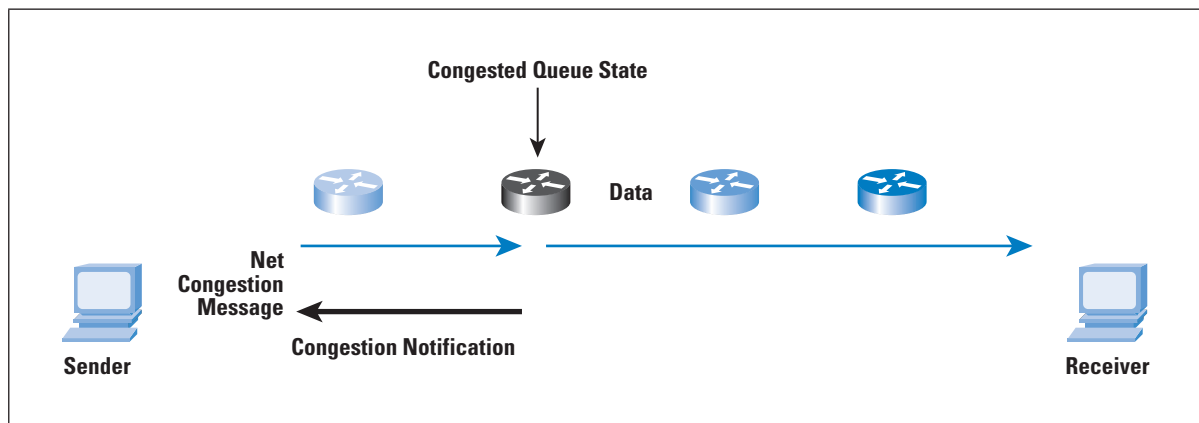 Congested Queue State
Data
Net
Congestion
Message
Congestion Notification
Sender
Receiver